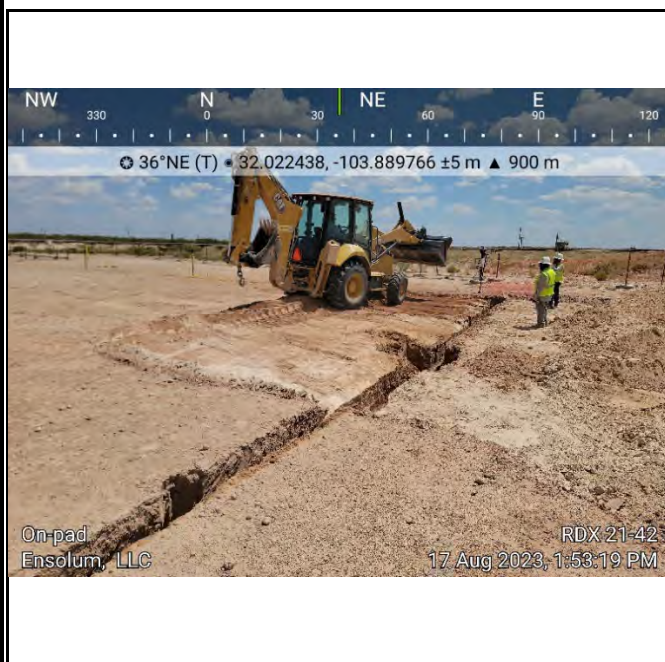 NW N NE E
330 0 30 60 90 120
36°NE (T) 32.022438, -103.889766 ±5 m ▲ 900 m
On-pad RDX 21-42
Ensolum, LLC 17 Aug 2023, 1:53:19 PM